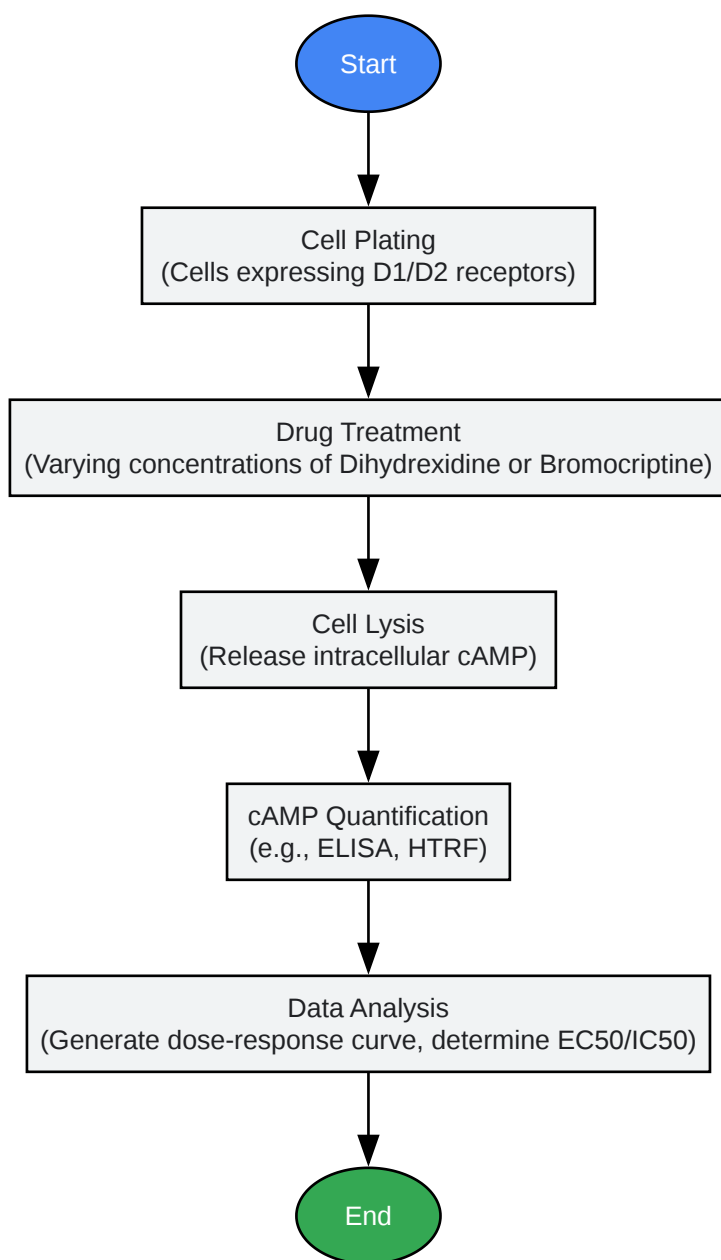 Start
Cell Plating
(Cells expressing D1/D2 receptors)
Drug Treatment
(Varying concentrations of Dihydrexidine or Bromocriptine)
Cell Lysis
(Release intracellular cAMP)
cAMP Quantification
(e.g., ELISA, HTRF)
Data Analysis
(Generate dose-response curve, determine EC50/IC50)
End